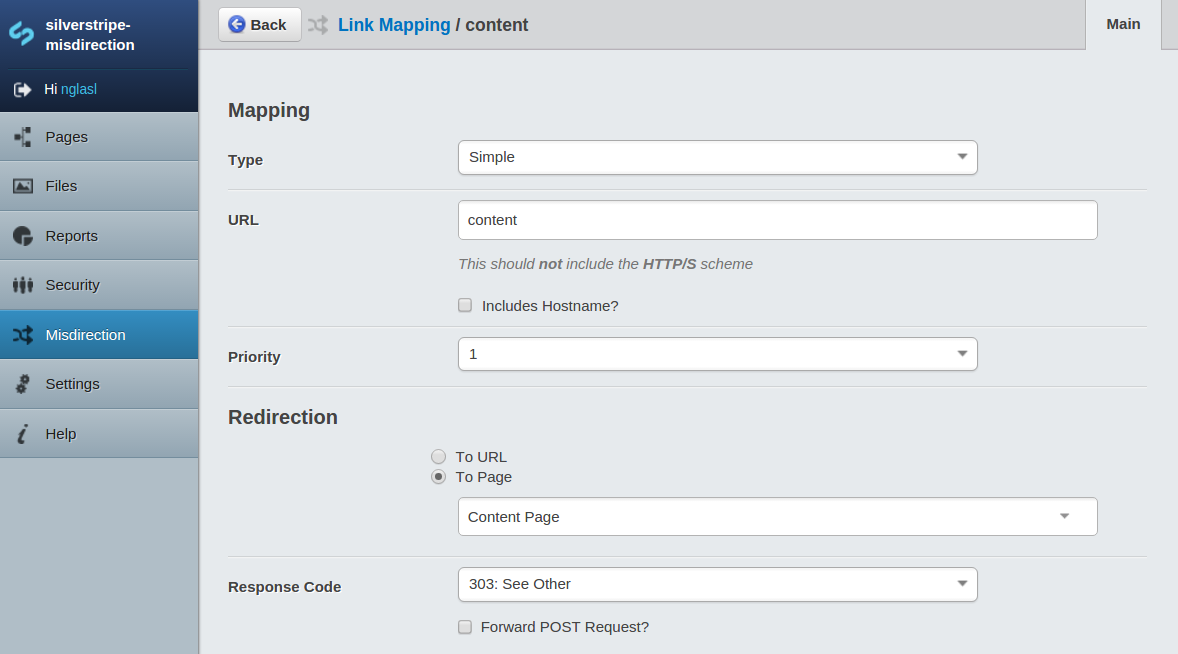 silverstripe-
misdirection
Hi nglasl
Pages
Files
Reports
Security
Misdirection
Settings
Help
Back
Link Mapping / content
Main
Mapping
Type
Simple
URL
content
This should not include the HTTP/S scheme
Includes Hostname?
Priority
1
Redirection
To URL
To Page
Content Page
Response Code
303: See Other
Forward POST Request?